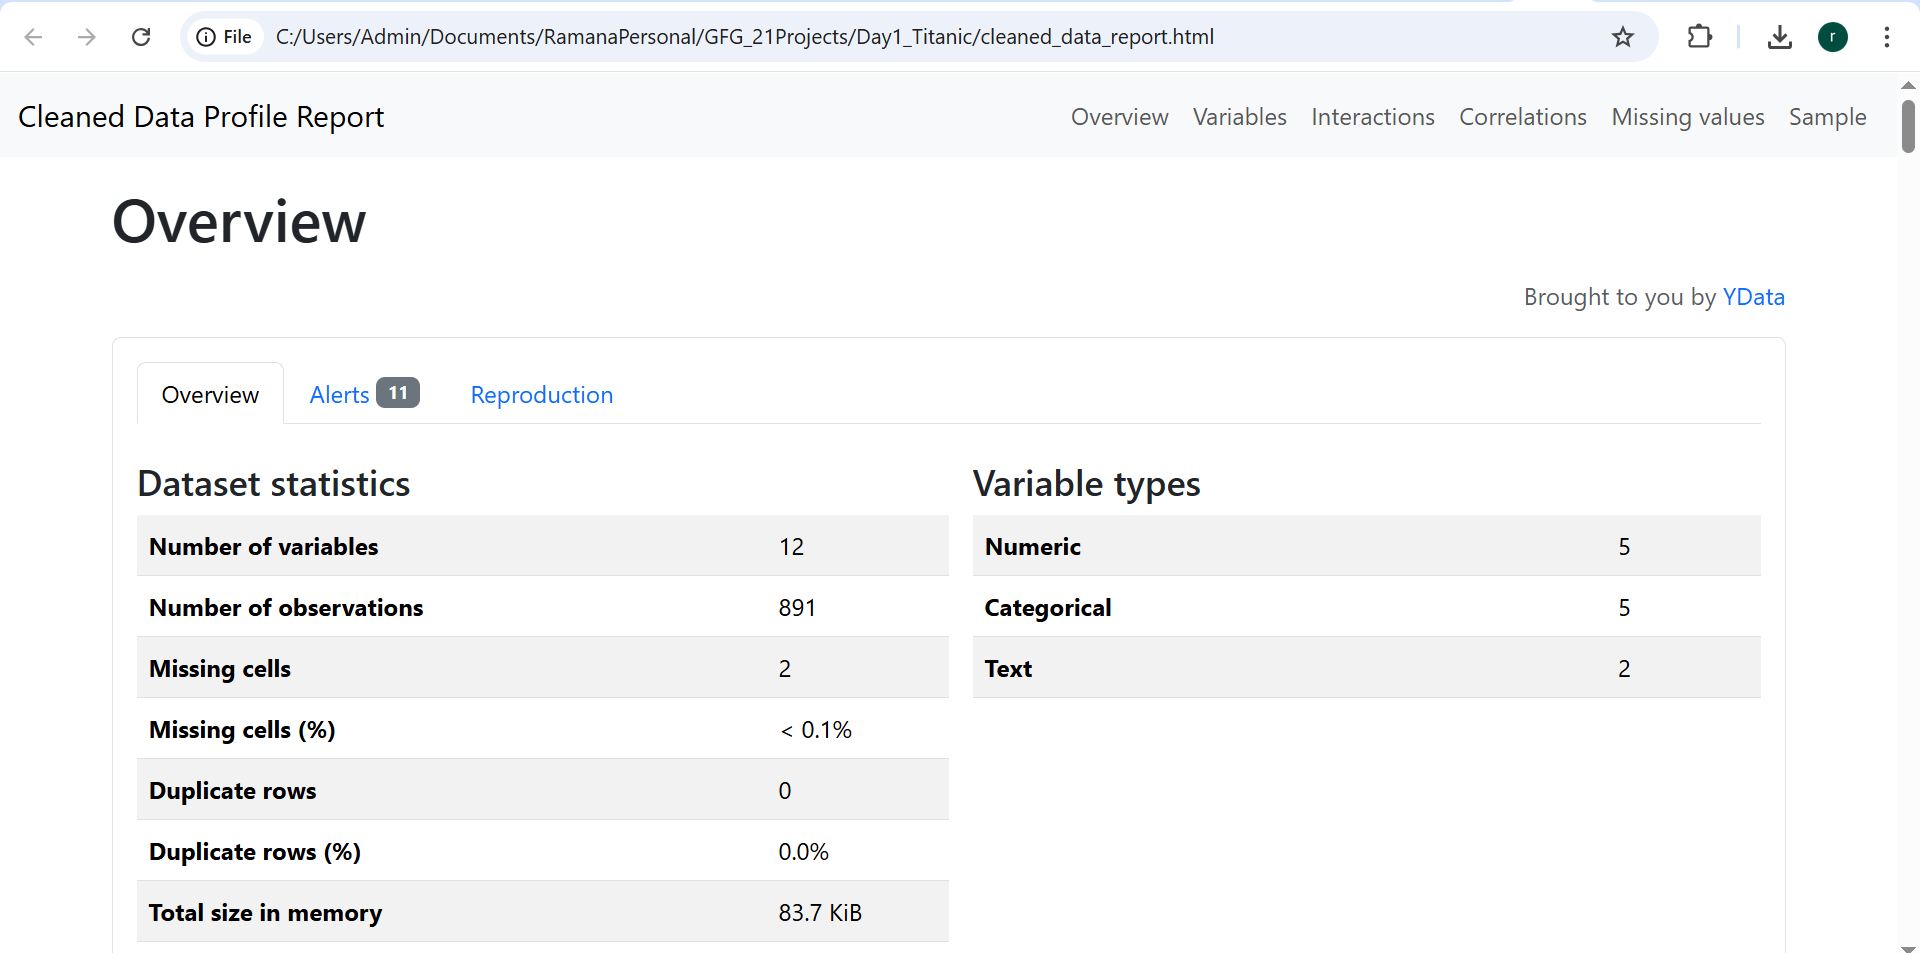 File C:/Users/Admin/Documents/RamanaPersonal/GFG_21Projects/Day1_Titanic/cleaned_data_report.html r
Cleaned Data Profile Report Overview Variables Interactions Correlations Missing values Sample
Overview
Brought to you by YData
Overview Alerts 11 Reproduction
Dataset statistics
Number of variables 12
Number of observations 891
Missing cells 2
Missing cells (%) < 0.1%
Duplicate rows 0
Duplicate rows (%) 0.0%
Total size in memory 83.7 KiB
Variable types
Numeric 5
Categorical 5
Text 2